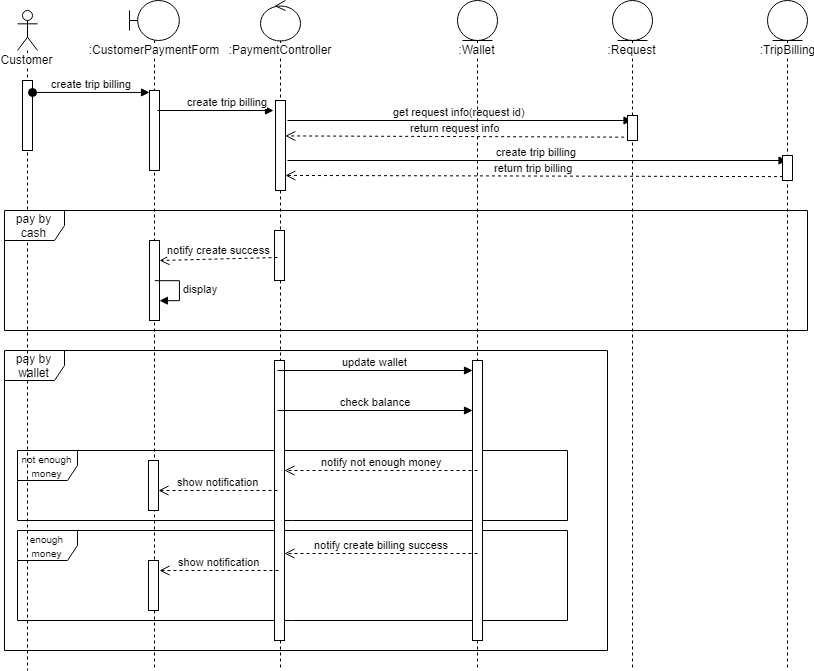 Customer
:CustomerPaymentForm
:PaymentController
:Wallet
:Request
:TripBilling
create trip billing
create trip billing
get request info(request id)
return request info
create trip billing
return trip billing
pay by
cash
notify create success
display
pay by
wallet
update wallet
check balance
not enough
money
notify not enough money
show notification
enough
money
notify create billing success
show notification